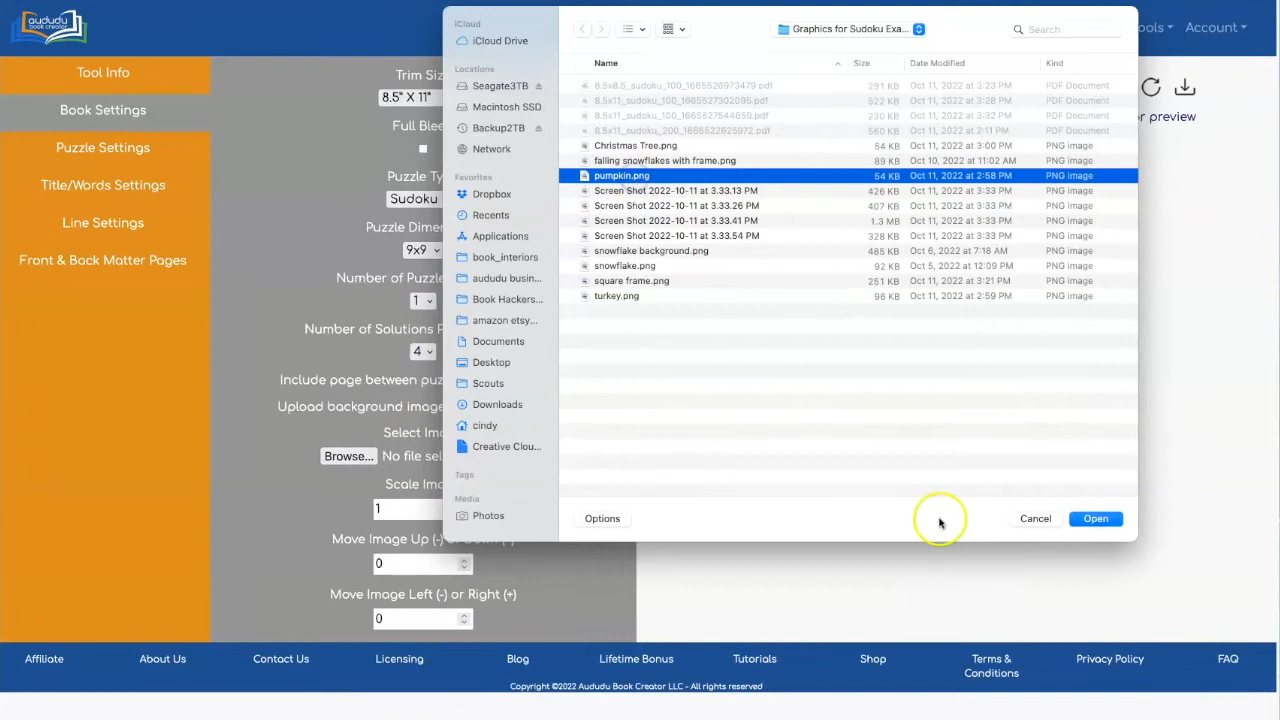 aududu
book creator
ools
Account
Tool Info
Book Settings
Puzzle Settings
Title/Words Settings
Line Settings
Front & Back Matter Pages
Trim Siz
8.5" X 11"
Full Blee
Puzzle Ty
Sudoku
Puzzle Dimer
9x9
Number of Puzzle
1
Number of Solutions P
4
Include page between puz
Upload background imag
Select Ima
Browse... No file sel
Scale Ima
1
Move Image Up (-) or Down (+)
0
Move Image Left (-) or Right (+)
0
or preview
iCloud
iCloud Drive
Locations
Seagate3TB
Macintosh SSD
Backup2TB
Network
Favorites
Dropbox
Recents
Applications
book_interiors
aududu busin...
Book Hackers...
amazon etsy...
Documents
Desktop
Scouts
Downloads
cindy
Creative Clou...
Tags
Media
Photos
Graphics for Sudoku Exa...
Search
Name Size Date Modified Kind
8.5x8.5_sudoku_100_1665526973479.pdf 291 KB Oct 11, 2022 at 3:23 PM PDF Document
8.5x11_sudoku_100_1665527302095.pdf 522 KB Oct 11, 2022 at 3:28 PM PDF Document
8.5x11_sudoku_100_1665527544659.pdf 230 KB Oct 11, 2022 at 3:32 PM PDF Document
8.5x11_sudoku_200_1665522625972.pdf 560 KB Oct 11, 2022 at 2:11 PM PDF Document
Christmas Tree.png 54 KB Oct 11, 2022 at 3:00 PM PNG image
falling snowflakes with frame.png 89 KB Oct 10, 2022 at 11:02 AM PNG image
pumpkin.png 54 KB Oct 11, 2022 at 2:58 PM PNG image
Screen Shot 2022-10-11 at 3.33.13 PM 426 KB Oct 11, 2022 at 3:33 PM PNG image
Screen Shot 2022-10-11 at 3.33.26 PM 407 KB Oct 11, 2022 at 3:33 PM PNG image
Screen Shot 2022-10-11 at 3.33.41 PM 1.3 MB Oct 11, 2022 at 3:33 PM PNG image
Screen Shot 2022-10-11 at 3.33.54 PM 328 KB Oct 11, 2022 at 3:33 PM PNG image
snowflake background.png 485 KB Oct 6, 2022 at 7:18 AM PNG image
snowflake.png 92 KB Oct 5, 2022 at 12:09 PM PNG image
square frame.png 251 KB Oct 11, 2022 at 3:21 PM PNG image
turkey.png 96 KB Oct 11, 2022 at 2:59 PM PNG image
Options
Cancel
Open
Affiliate About Us Contact Us Licensing Blog Lifetime Bonus Tutorials Shop Terms & Conditions Privacy Policy FAQ
Copyright ©2022 Aududu Book Creator LLC - All rights reserved